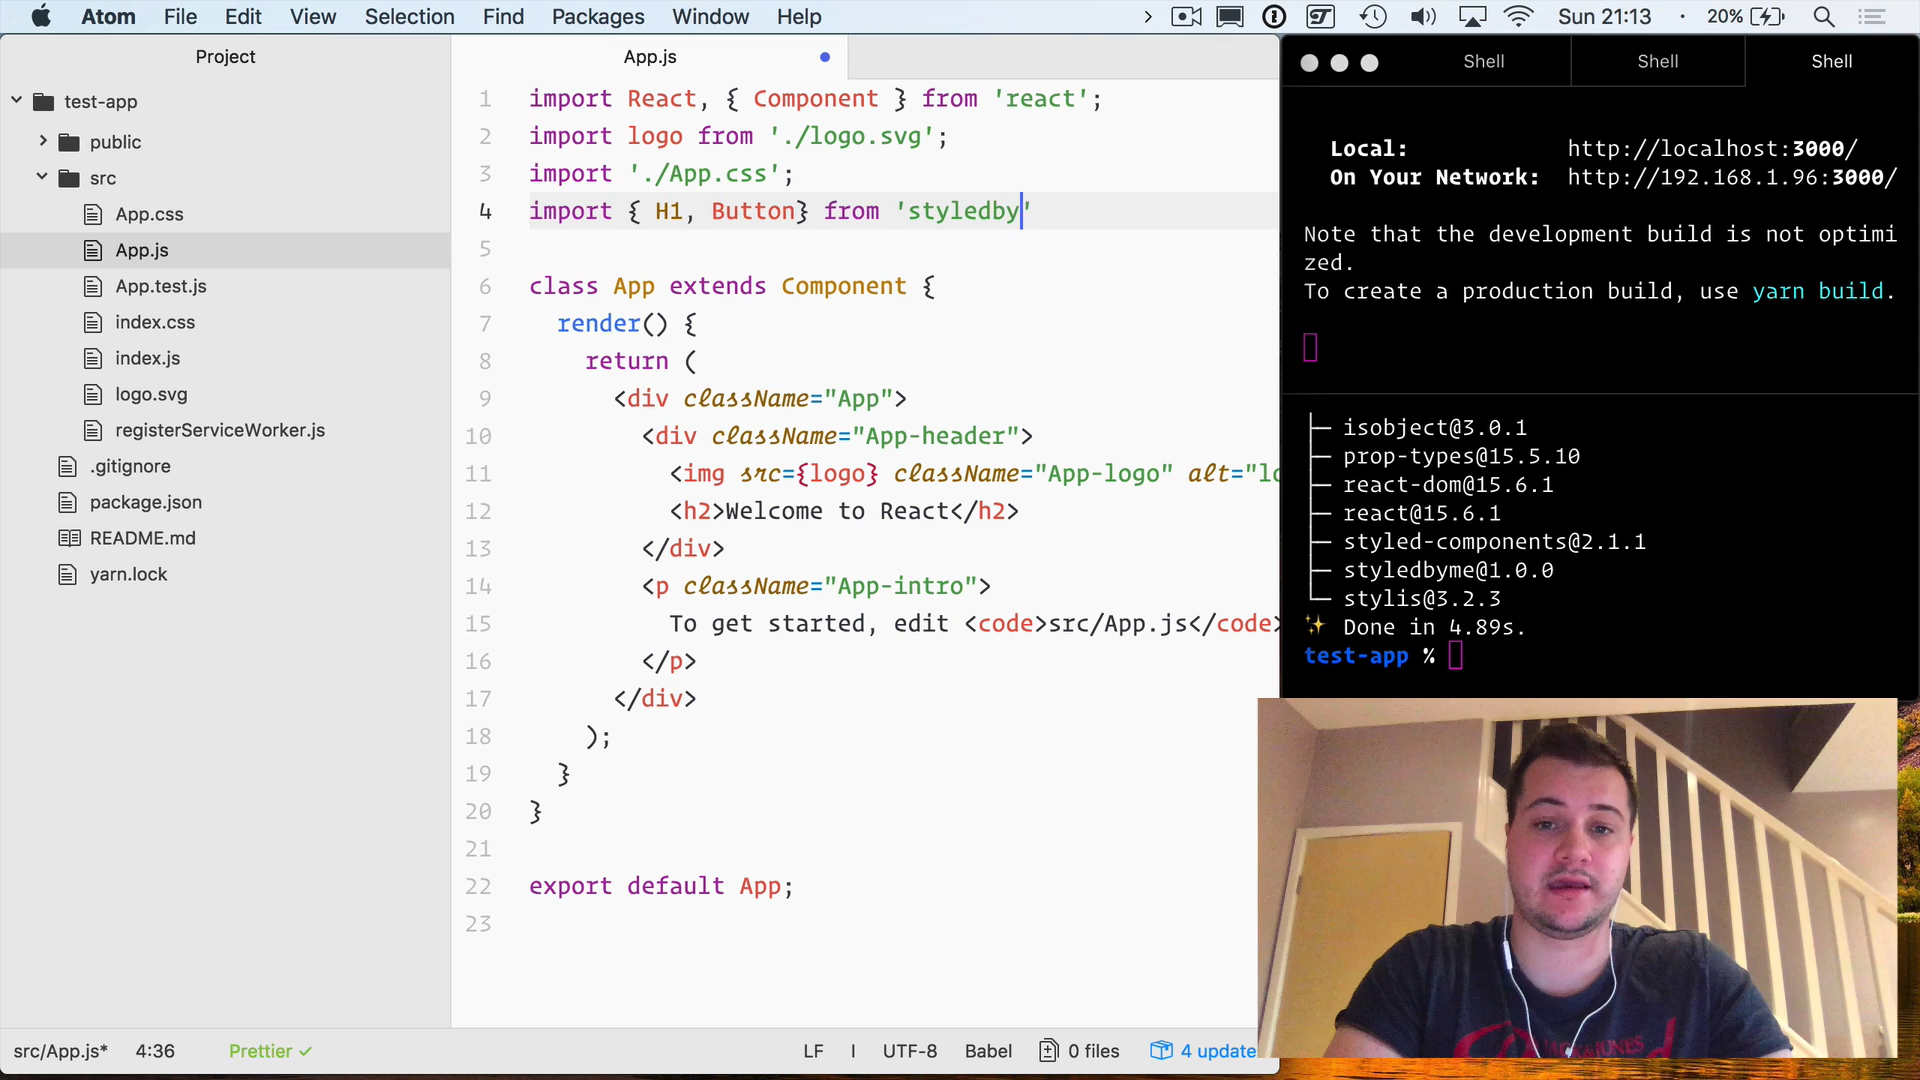 Atom File Edit View Selection Find Packages Window Help
Sun 21:13 20%
Project
test-app
public
src
App.css
App.js
App.test.js
index.css
index.js
logo.svg
registerServiceWorker.js
.gitignore
package.json
README.md
yarn.lock
App.js
1 import React, { Component } from 'react';
2 import logo from './logo.svg';
3 import './App.css';
4 import { H1, Button} from 'styledby'
5
6 class App extends Component {
7 render() {
8 return (
9 <div className="App">
10 <div className="App-header">
11 <img src={logo} className="App-logo" alt="lo
12 <h2>Welcome to React</h2>
13 </div>
14 <p className="App-intro">
15 To get started, edit <code>src/App.js</code>
16 </p>
17 </div>
18 );
19 }
20 }
21
22 export default App;
23
src/App.js* 4:36 Prettier ✓ LF I UTF-8 Babel 0 files 4 update
Shell Shell Shell
Local: http://localhost:3000/
On Your Network: http://192.168.1.96:3000/
Note that the development build is not optimi
zed.
To create a production build, use yarn build.
├─ isobject@3.0.1
├─ prop-types@15.5.10
├─ react-dom@15.6.1
├─ react@15.6.1
├─ styled-components@2.1.1
├─ styledbyme@1.0.0
└─ stylis@3.2.3
✨ Done in 4.89s.
test-app %
JACK&JONES